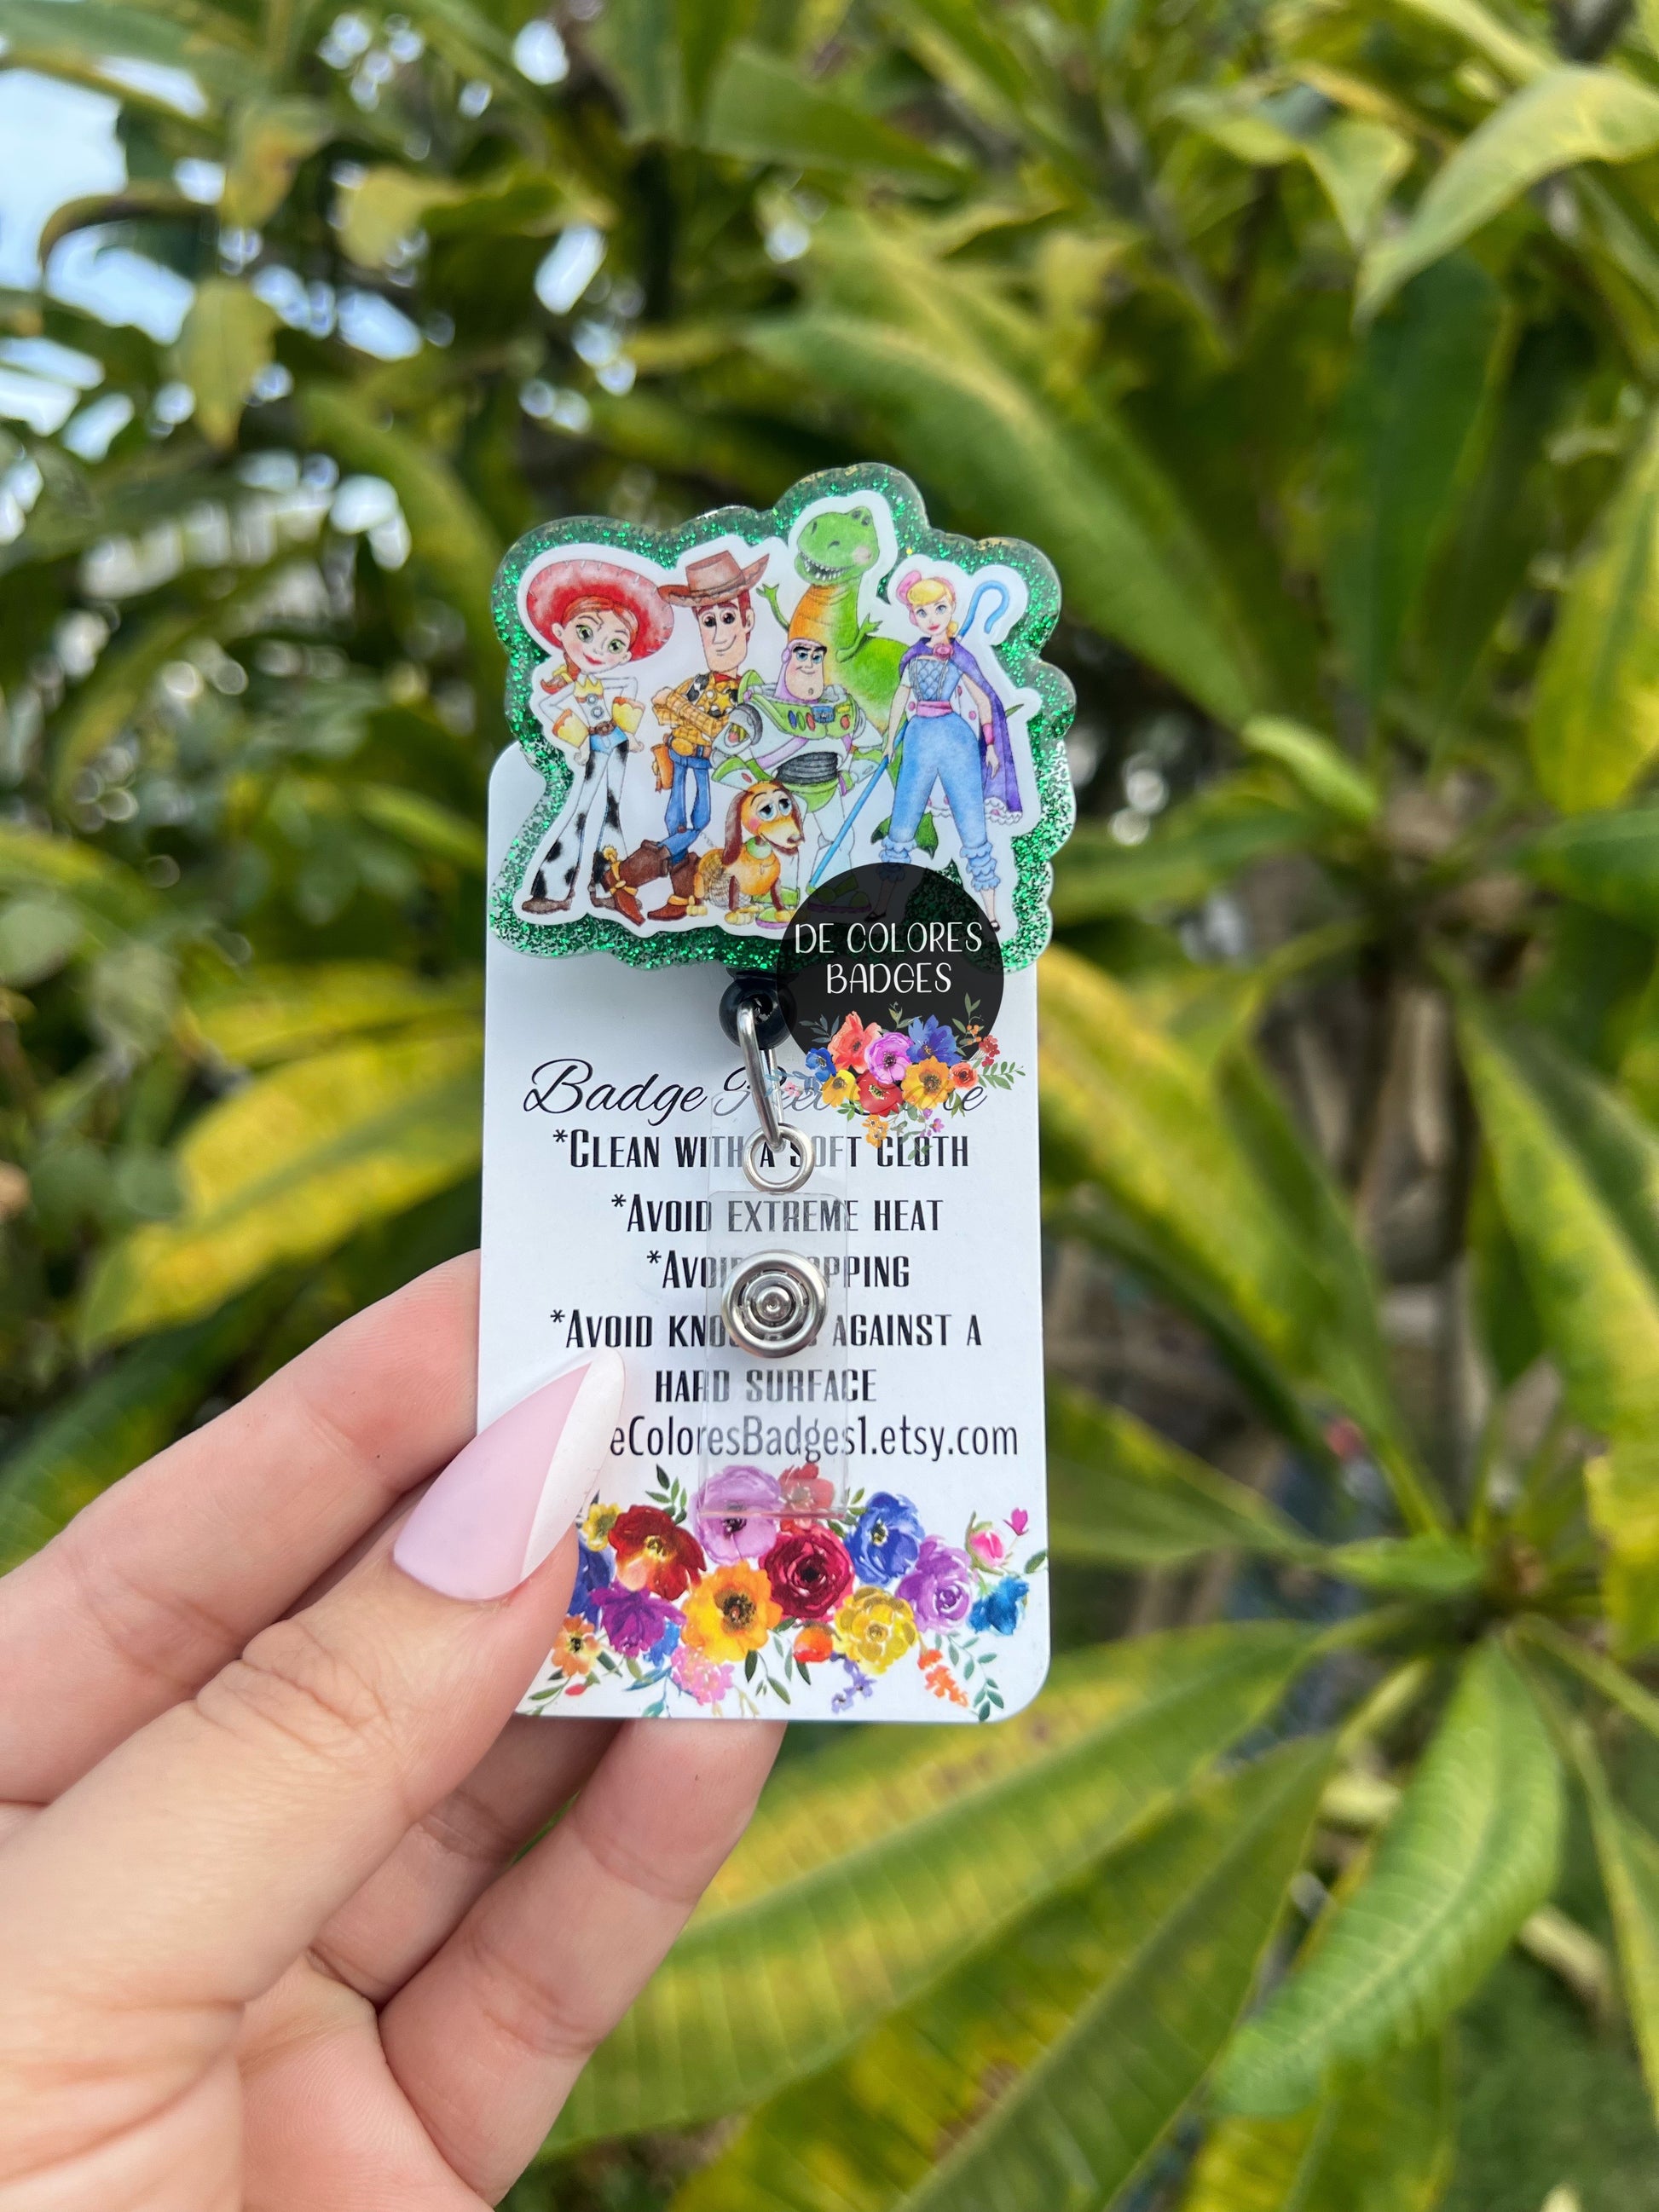 DE COLORES
BADGES
Badge
*CLEAN WITH A SOFT CLOTH
*AVOID EXTREME HEAT
*AVOID
*AVOID AGAINST A
HARD SURFACE
eColoresBadges1.etsy.com